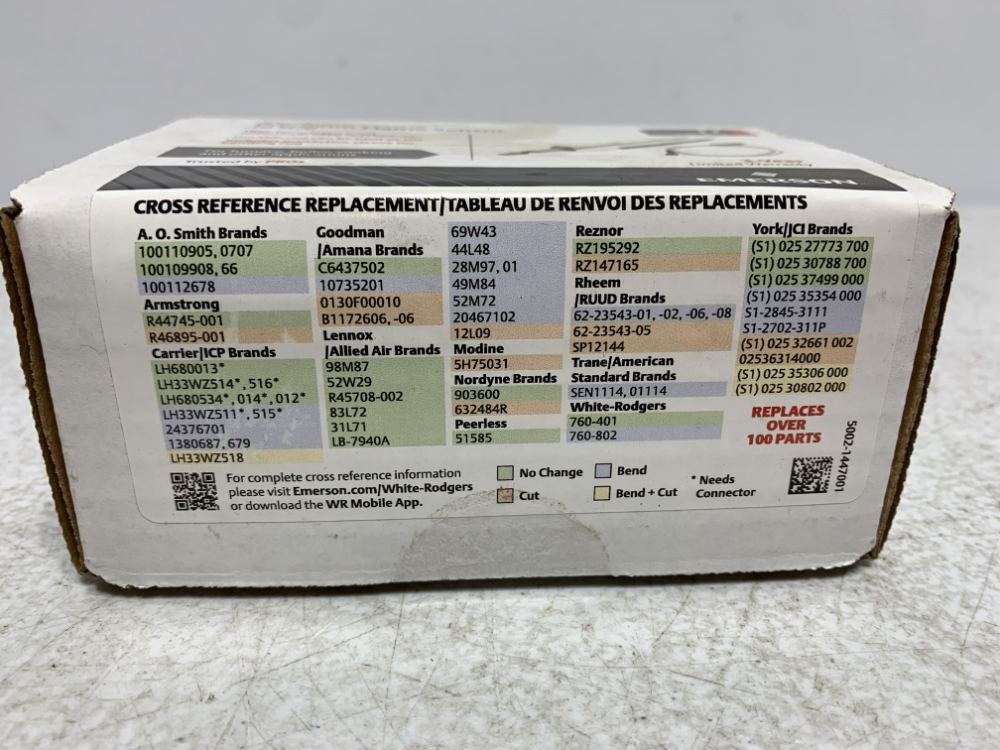 Trusted by PROs
Limited Warranty
EMERSON
CROSS REFERENCE REPLACEMENT/TABLEAU DE RENVOI DES REPLACEMENTS
A. O. Smith Brands
100110905, 0707
100109908, 66
100112678
Armstrong
R44745-001
R46895-001
Carrier/ICP Brands
LH680013*
LH33WZ514*, 516*
LH680534*, 014*, 012*
LH33WZ511*, 515*
24376701
1380687, 679
LH33WZ518
Goodman
/Amana Brands
C6437502
10735201
0130F00010
B1172606, -06
Lennox
/Allied Air Brands
98M87
52W29
R45708-002
83L72
31L71
LB-7940A
69W43
44L48
28M97, 01
49M84
52M72
20467102
12L09
Modine
5H75031
Nordyne Brands
903600
632484R
Peerless
51585
Reznor
RZ195292
RZ147165
Rheem
/RUUD Brands
62-23543-01, -02, -06, -08
62-23543-05
SP12144
Trane/American
Standard Brands
SEN1114, 01114
White-Rodgers
760-401
760-802
York/JCI Brands
(S1) 025 27773 700
(S1) 025 30788 700
(S1) 025 37499 000
(S1) 025 35354 000
S1-2845-3111
S1-2702-311P
(S1) 025 32661 002
02536314000
(S1) 025 35306 000
(S1) 025 30802 000
REPLACES
OVER
100 PARTS
5002-1447001
For complete cross reference information
please visit Emerson.com/White-Rodgers
or download the WR Mobile App.
No Change
Bend
Cut
Bend + Cut
* Needs
Connector